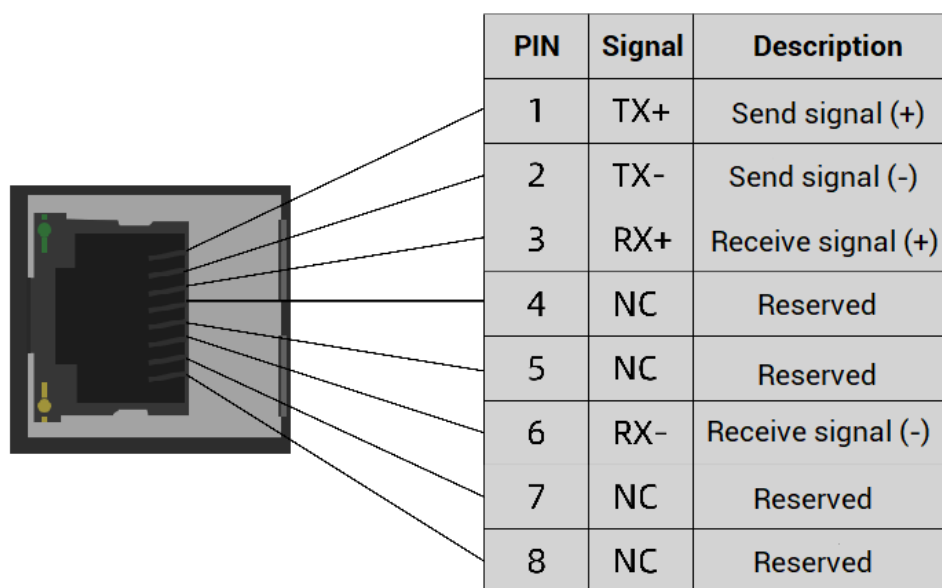 PIN Signal Description
1 TX+ Send signal (+)
2 TX- Send signal (-)
3 RX+ Receive signal (+)
4 NC Reserved
5 NC Reserved
6 RX- Receive signal (-)
7 NC Reserved
8 NC Reserved